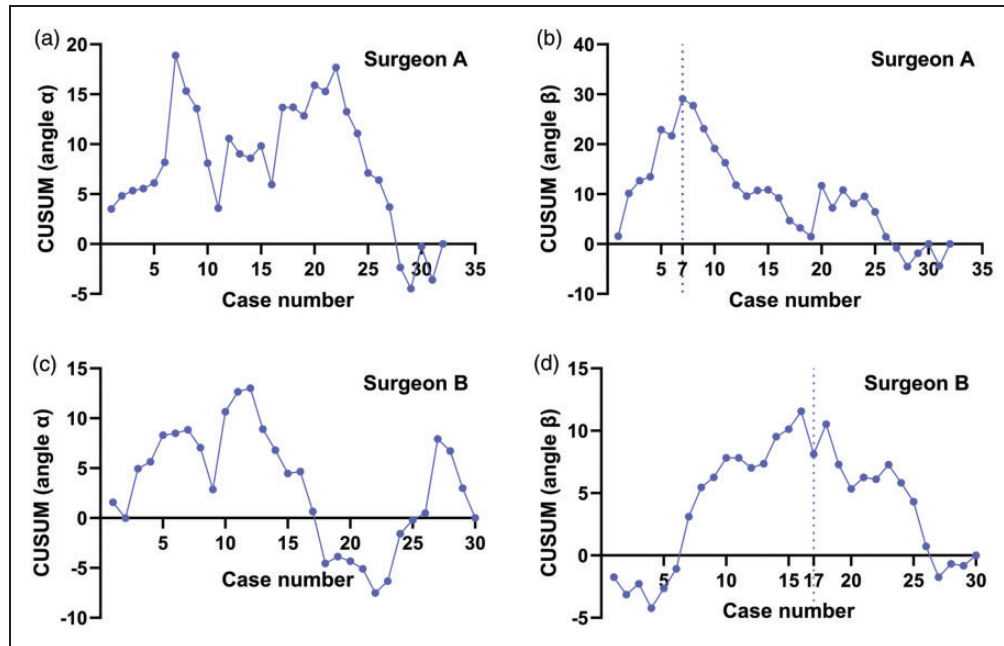 (a)
Surgeon A
CUSUM (angle α)
20
15
10
5
0
-5
5 10 15 20 25 30 35
Case number
(b)
Surgeon A
CUSUM (angle β)
40
30
20
10
0
-10
5 7 10 15 20 25 30 35
Case number
(c)
Surgeon B
CUSUM (angle α)
15
10
5
0
-5
-10
5 10 15 20 25 30
Case number
(d)
Surgeon B
CUSUM (angle β)
15
10
5
0
-5
5 10 15 17 20 25 30
Case number